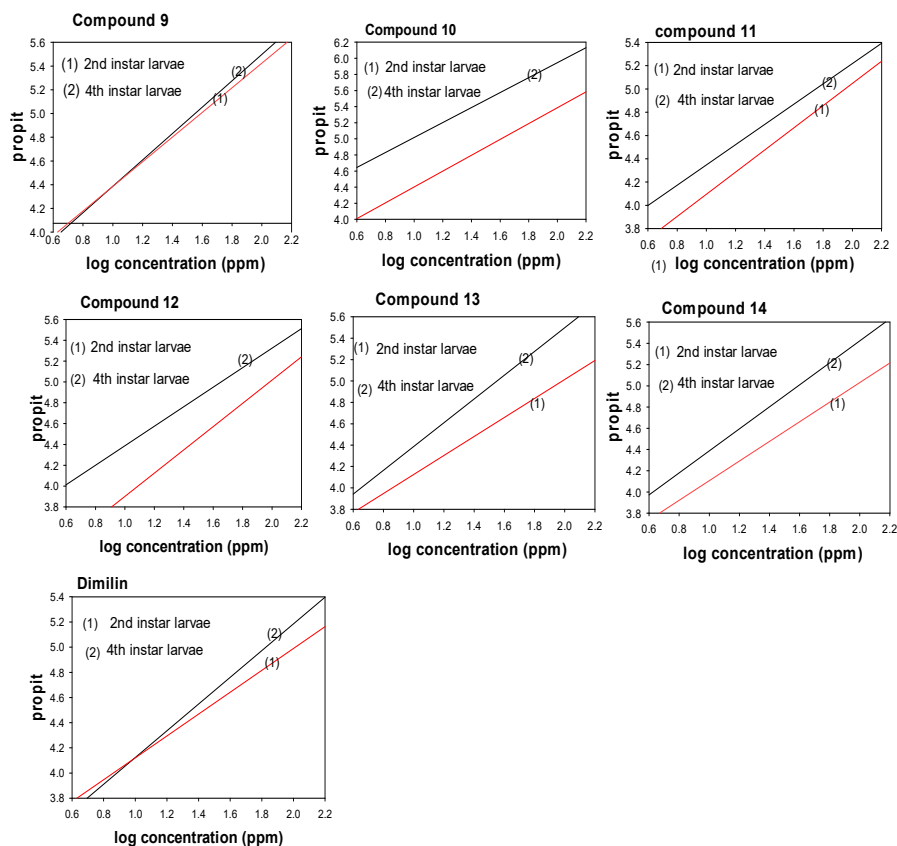 Compound 9
5.6
5.4
5.2
5.0
4.8
4.6
4.4
4.2
4.0
propit
(1) 2nd instar larvae
(2) 4th instar larvae
(2)
(1)
0.6 0.8 1.0 1.2 1.4 1.6 1.8 2.0 2.2
log concentration (ppm)
Compound 10
6.2
6.0
5.8
5.6
5.4
5.2
5.0
4.8
4.6
4.4
4.2
4.0
propit
(1) 2nd instar larvae
(2) 4th instar larvae
(2)
0.6 0.8 1.0 1.2 1.4 1.6 1.8 2.0 2.2
log concentration (ppm)
compound 11
5.4
5.2
5.0
4.8
4.6
4.4
4.2
4.0
3.8
propit
(1) 2nd instar larvae
(2) 4th instar larvae
(2)
(1)
0.6 0.8 1.0 1.2 1.4 1.6 1.8 2.0 2.2
(1) log concentration (ppm)
Compound 12
5.6
5.4
5.2
5.0
4.8
4.6
4.4
4.2
4.0
3.8
propit
(1) 2nd instar larvae
(2) 4th instar larvae
(2)
0.6 0.8 1.0 1.2 1.4 1.6 1.8 2.0 2.2
log concentration (ppm)
Compound 13
5.6
5.4
5.2
5.0
4.8
4.6
4.4
4.2
4.0
3.8
propit
(1) 2nd instar larvae
(2) 4th instar larvae
(2)
(1)
0.6 0.8 1.0 1.2 1.4 1.6 1.8 2.0 2.2
log concentration (ppm)
Compound 14
5.6
5.4
5.2
5.0
4.8
4.6
4.4
4.2
4.0
3.8
propit
(1) 2nd instar larvae
(2) 4th instar larvae
(2)
(1)
0.6 0.8 1.0 1.2 1.4 1.6 1.8 2.0 2.2
log concentration (ppm)
Dimilin
5.4
5.2
5.0
4.8
4.6
4.4
4.2
4.0
3.8
propit
(1) 2nd instar larvae
(2) 4th instar larvae
(2)
(1)
0.6 0.8 1.0 1.2 1.4 1.6 1.8 2.0 2.2
log concentration (ppm)